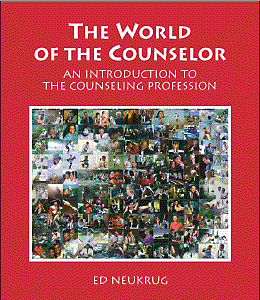 THE WORLD
OF THE COUNSELOR
AN INTRODUCTION TO
THE COUNSELING PROFESSION
ED NEUKRUG